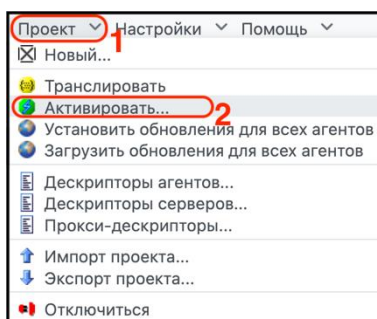 Проект Настройки Помощь
1
Новый...
Транслировать
Активировать...
2
Установить обновления для всех агентов
Загрузить обновления для всех агентов
Дескрипторы агентов...
Дескрипторы серверов...
Прокси-дескрипторы...
Импорт проекта...
Экспорт проекта...
Отключиться